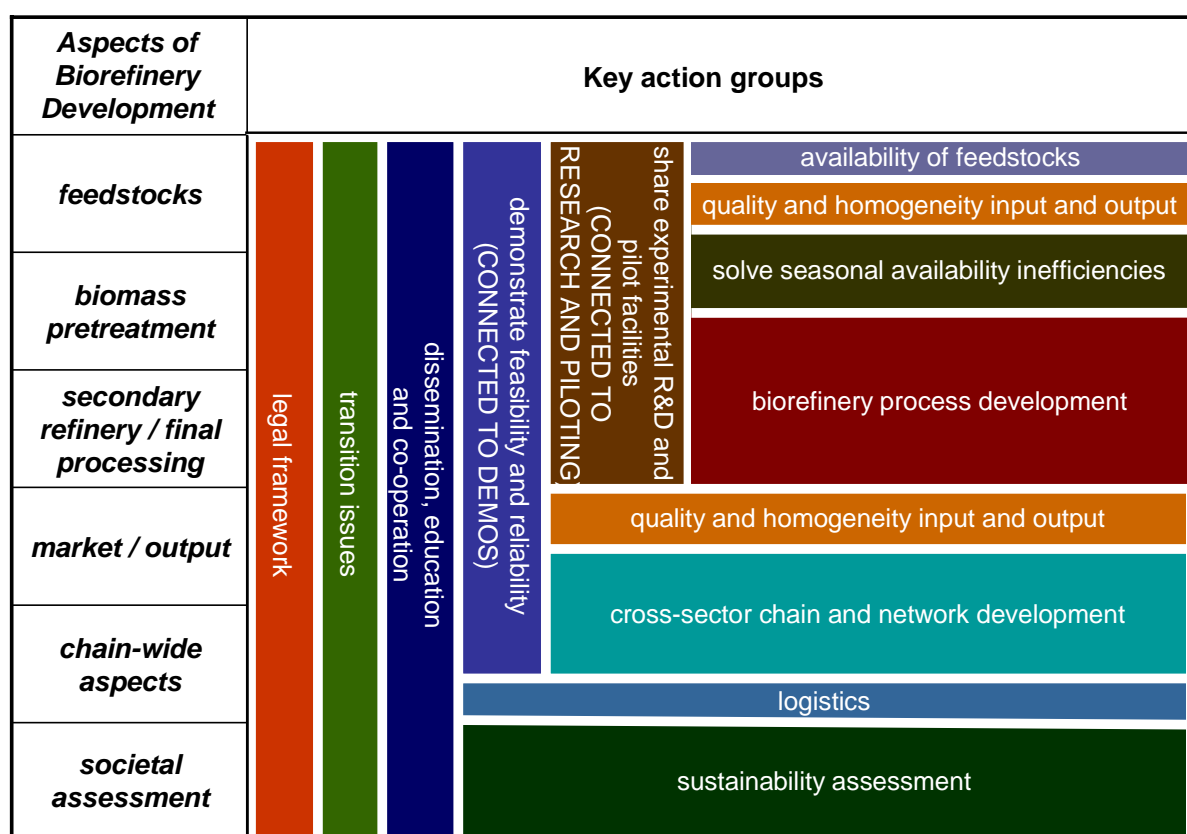 Aspects of
Biorefinery
Development
Key action groups
feedstocks
biomass
pretreatment
secondary
refinery / final
processing
market / output
chain-wide
aspects
societal
assessment
legal framework
transition issues
dissemination, education
and co-operation
demonstrate feasibility and reliability
(CONNECTED TO DEMOS)
share experimental R&D and
pilot facilities
(CONNECTED TO
RESEARCH AND PILOTING)
availability of feedstocks
quality and homogeneity input and output
solve seasonal availability inefficiencies
biorefinery process development
quality and homogeneity input and output
cross-sector chain and network development
logistics
sustainability assessment